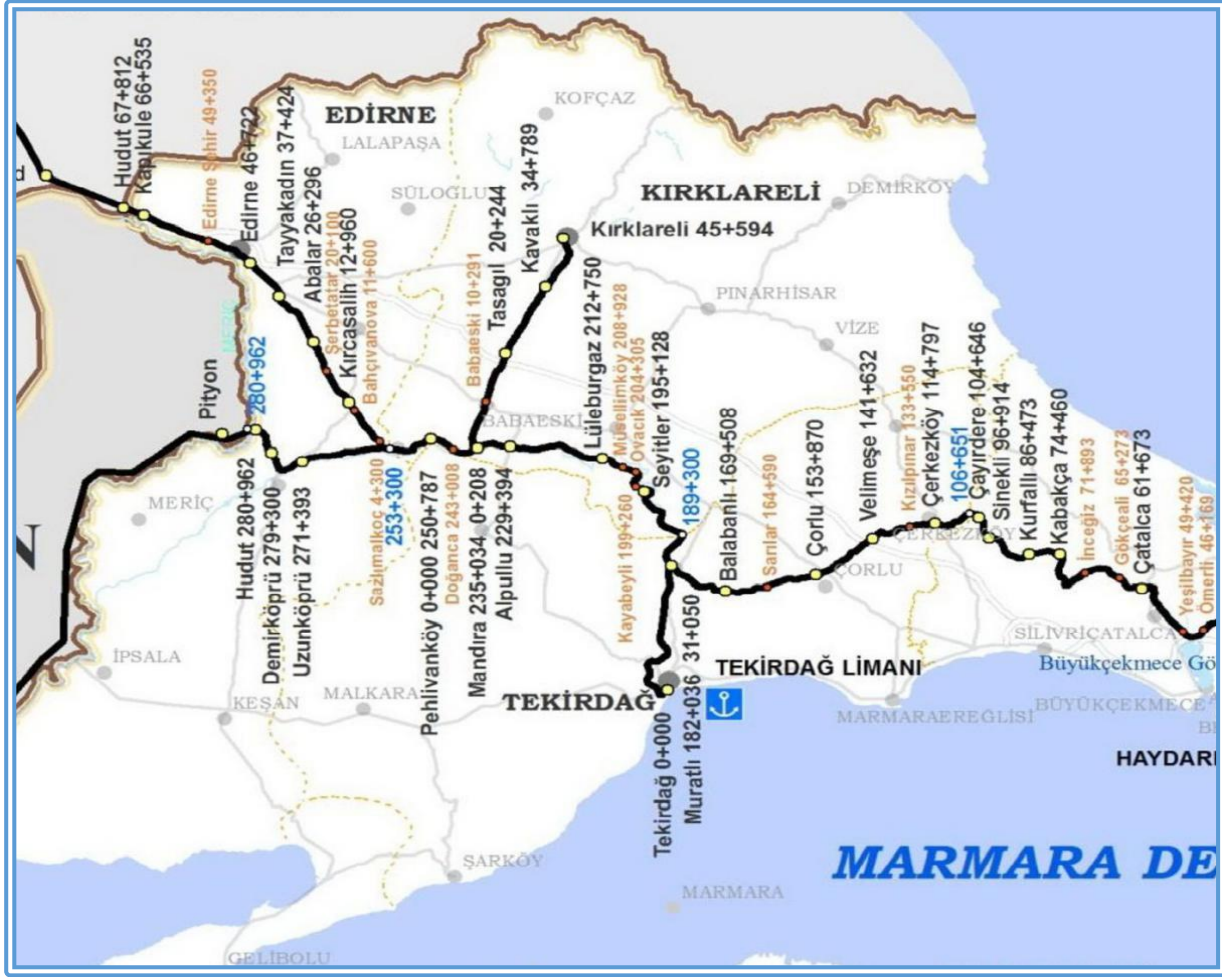 Hudut 67+812
Kapıkule 66+535
Edirne Şehir 49+350
Edirne 46+722
Tayyakadın 37+424
Abalar 26+296
Şerbetatar 20+100
Kırcasalih 12+960
Bahçıvanova 11+600
EDİRNE
LALAPAŞA
SÜLOGLU
KOFÇAZ
KIRKLARELİ
DEMİRKÖY
Kırklareli 45+594
Kavaklı 34+789
Tasagıl 20+244
Babaeski 10+291
BABAESKİ
PINARHİSAR
VİZE
Pityon
280+962
MERİÇ
MERİÇ
Hudut 280+962
Demirköprü 279+300
Uzunköprü 271+393
Sazlımalkoç 4+300
253+300
Pehlivanköy 0+000 250+787
Doğanca 243+008
Mandıra 235+034 0+208
Alpullu 229+394
Lüleburgaz 212+750
Müsellimköy 208+928
Ovacık 204+305
Seyitler 195+128
Kayabeyli 199+260
189+300
Balabanlı 169+508
Sarılar 164+590
Çorlu 153+870
Velimeşe 141+632
Kızılpınar 133+550
Çerkezköy 114+797
106+651
Çayırdere 104+646
Sinekli 96+914
Kurfallı 86+473
Kabakça 74+460
İnceğiz 71+893
Gökçeali 65+273
Çatalca 61+673
Yeşilbayır 49+420
Ömerli 46+169
ÇERKEZKÖY
ÇORLU
SİLİVRİ
ÇATALCA
Büyükçekmece Gö
BÜYÜKÇEKMECE
MARMARAEREĞLİSİ
İPSALA
KEŞAN
MALKARA
TEKİRDAĞ
TEKİRDAĞ LİMANI
Tekirdağ 0+000
Muratlı 182+036 31+050
HAYDAR
ŞARKÖY
MARMARA
MARMARA DE
GELİBOLU